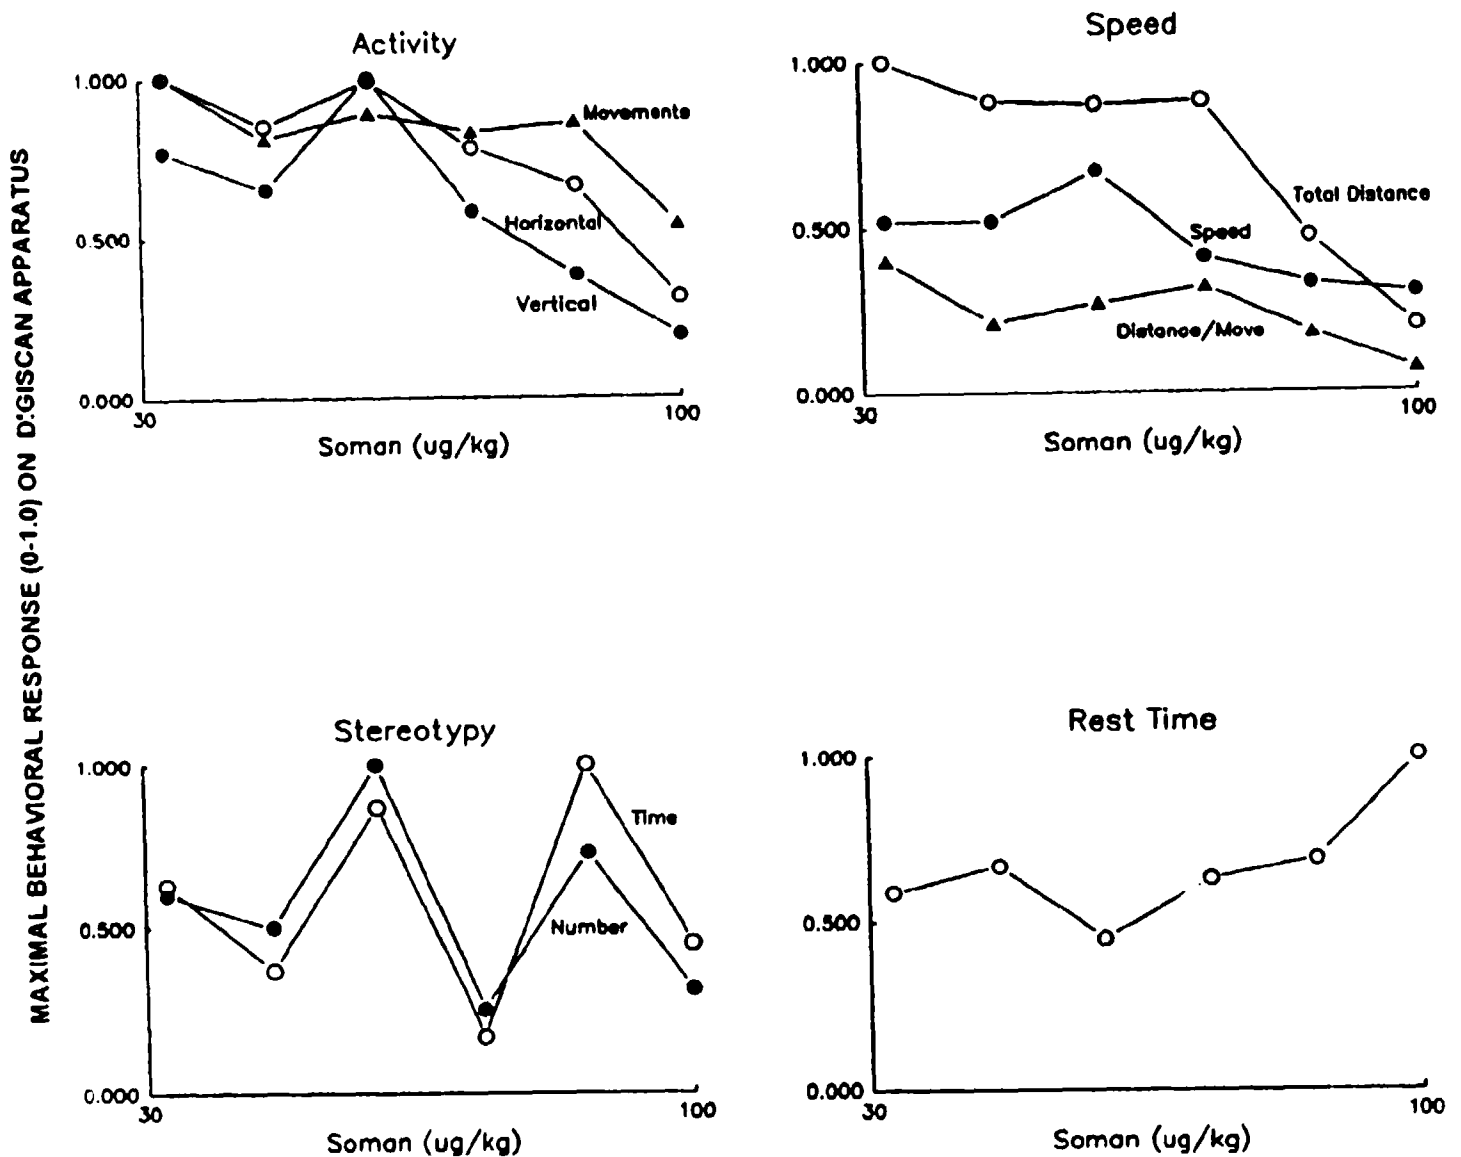 MAXIMAL BEHAVIORAL RESPONSE (0-1.0) ON D:GISCAN APPARATUS
Activity
1.000
0.500
0.000
30
100
Movements
Horizontal
Vertical
Soman (ug/kg)
Speed
1.000
0.500
0.000
30
100
Total Distance
Speed
Distance/Move
Soman (ug/kg)
Stereotypy
1.000
0.500
0.000
30
100
Time
Number
Soman (ug/kg)
Rest Time
1.000
0.500
0.000
30
100
Soman (ug/kg)